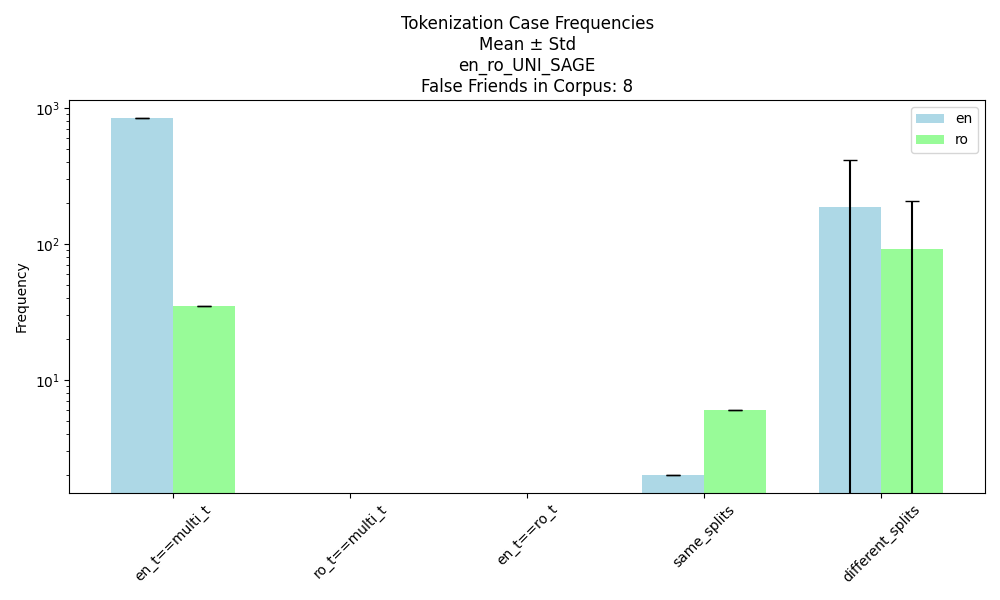 Tokenization Case Frequencies
Mean ± Std
en_ro_UNI_SAGE
False Friends in Corpus: 8
en
ro
Frequency
10³
10²
10¹
en_t==multi_t
ro_t==multi_t
en_t==ro_t
same_splits
different_splits